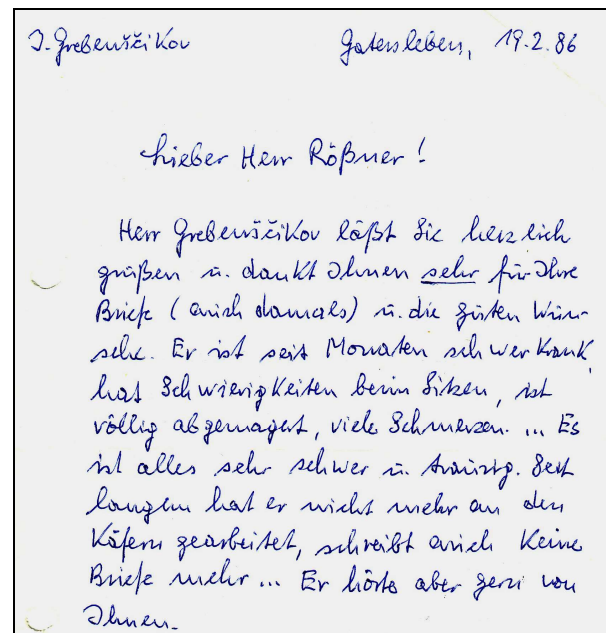 I. Grebenščikov Gatersleben, 19.2.86
Lieber Herr Rößner!
Herr Grebenščikov läßt Sie herzlich
grüßen u. dankt Ihnen sehr für Ihre
Briefe (auch damals) u. die guten Wün-
sche. Er ist seit Monaten schwer krank,
hat Schwierigkeiten beim Sitzen, ist
völlig abgemagert, viele Schmerzen. ... Es
ist alles sehr schwer u. traurig. Seit
langem hat er nicht mehr an den
Käfern gearbeitet, schreibt auch keine
Briefe mehr ... Er hörte aber gern von
Ihnen.